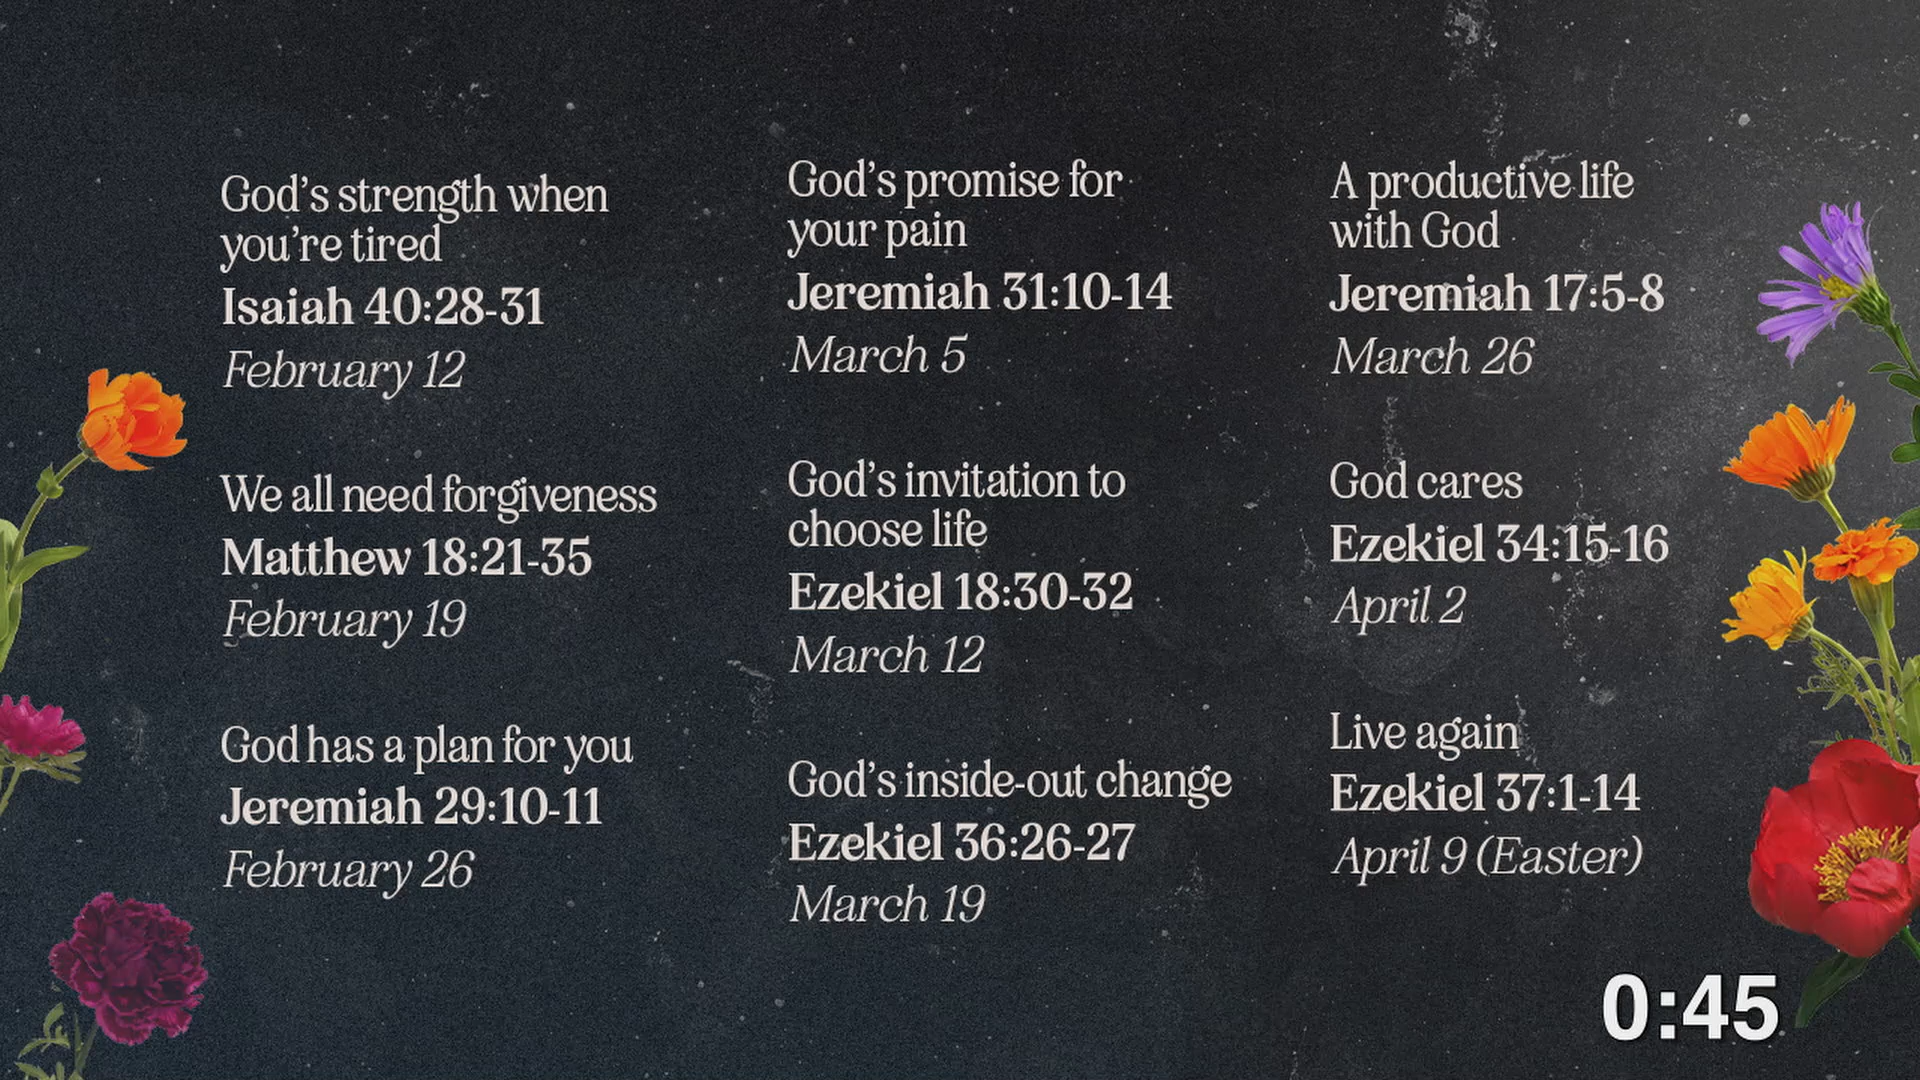 God’s strength when
you’re tired
Isaiah 40:28-31
February 12
We all need forgiveness
Matthew 18:21-35
February 19
God has a plan for you
Jeremiah 29:10-11
February 26
God’s promise for
your pain
Jeremiah 31:10-14
March 5
God’s invitation to
choose life
Ezekiel 18:30-32
March 12
God’s inside-out change
Ezekiel 36:26-27
March 19
A productive life
with God
Jeremiah 17:5-8
March 26
God cares
Ezekiel 34:15-16
April 2
Live again
Ezekiel 37:1-14
April 9 (Easter)
0:45